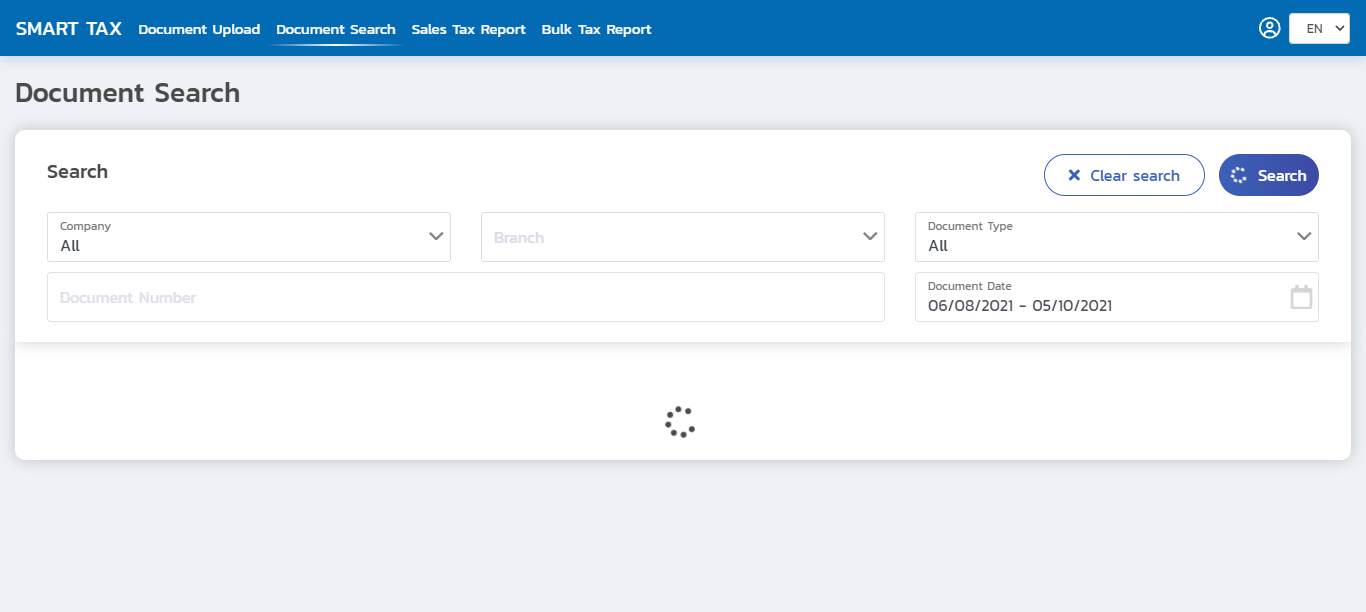 SMART TAX Document Upload Document Search Sales Tax Report Bulk Tax Report EN
Document Search
Search Clear search Search
Company Document Type
All Branch All
Document Number Document Date
06/08/2021 - 05/10/2021